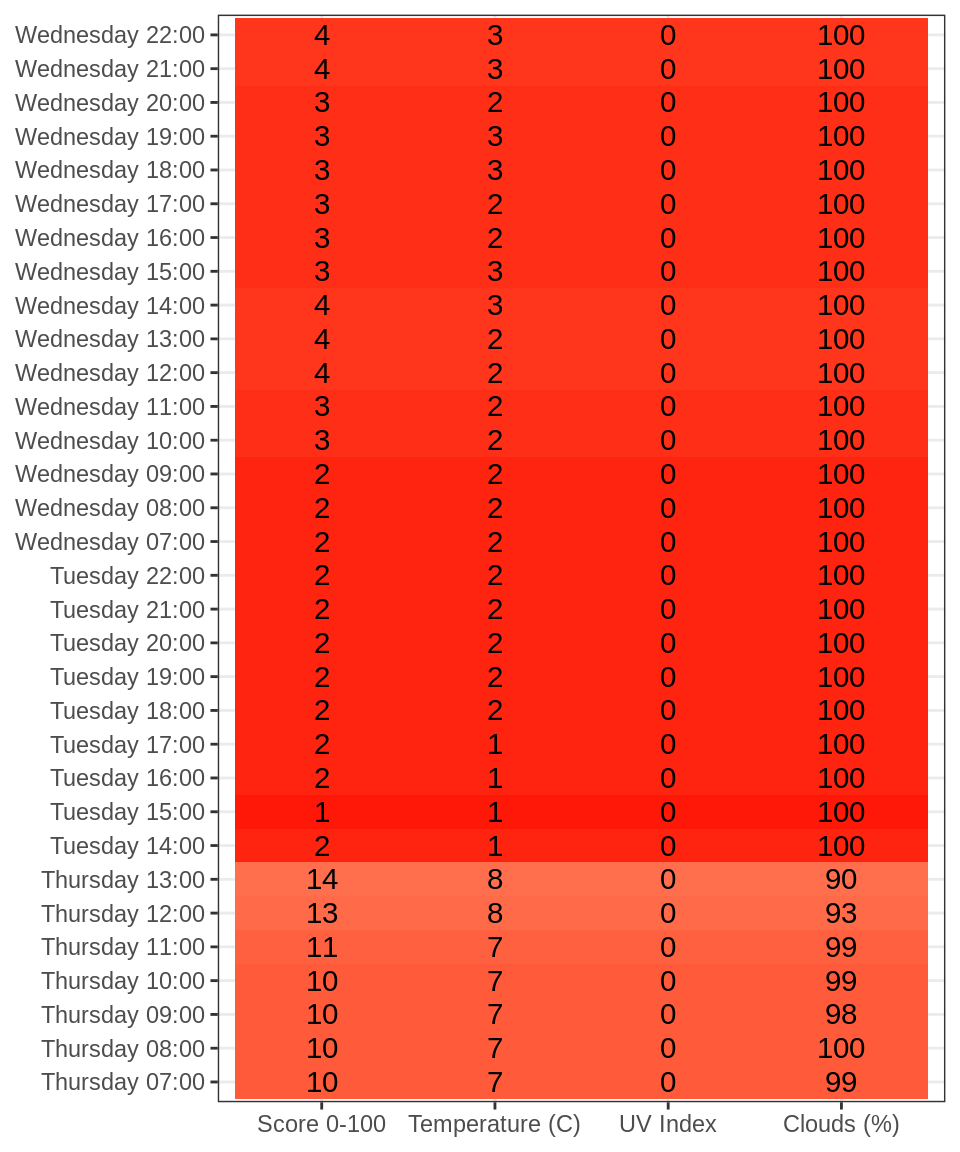 Wednesday 22:00 4 3 0 100
Wednesday 21:00 4 3 0 100
Wednesday 20:00 3 2 0 100
Wednesday 19:00 3 3 0 100
Wednesday 18:00 3 3 0 100
Wednesday 17:00 3 2 0 100
Wednesday 16:00 3 2 0 100
Wednesday 15:00 3 3 0 100
Wednesday 14:00 4 3 0 100
Wednesday 13:00 4 2 0 100
Wednesday 12:00 4 2 0 100
Wednesday 11:00 3 2 0 100
Wednesday 10:00 3 2 0 100
Wednesday 09:00 2 2 0 100
Wednesday 08:00 2 2 0 100
Wednesday 07:00 2 2 0 100
Tuesday 22:00 2 2 0 100
Tuesday 21:00 2 2 0 100
Tuesday 20:00 2 2 0 100
Tuesday 19:00 2 2 0 100
Tuesday 18:00 2 2 0 100
Tuesday 17:00 2 1 0 100
Tuesday 16:00 2 1 0 100
Tuesday 15:00 1 1 0 100
Tuesday 14:00 2 1 0 100
Thursday 13:00 14 8 0 90
Thursday 12:00 13 8 0 93
Thursday 11:00 11 7 0 99
Thursday 10:00 10 7 0 99
Thursday 09:00 10 7 0 98
Thursday 08:00 10 7 0 100
Thursday 07:00 10 7 0 99
Score 0-100 Temperature (C) UV Index Clouds (%)